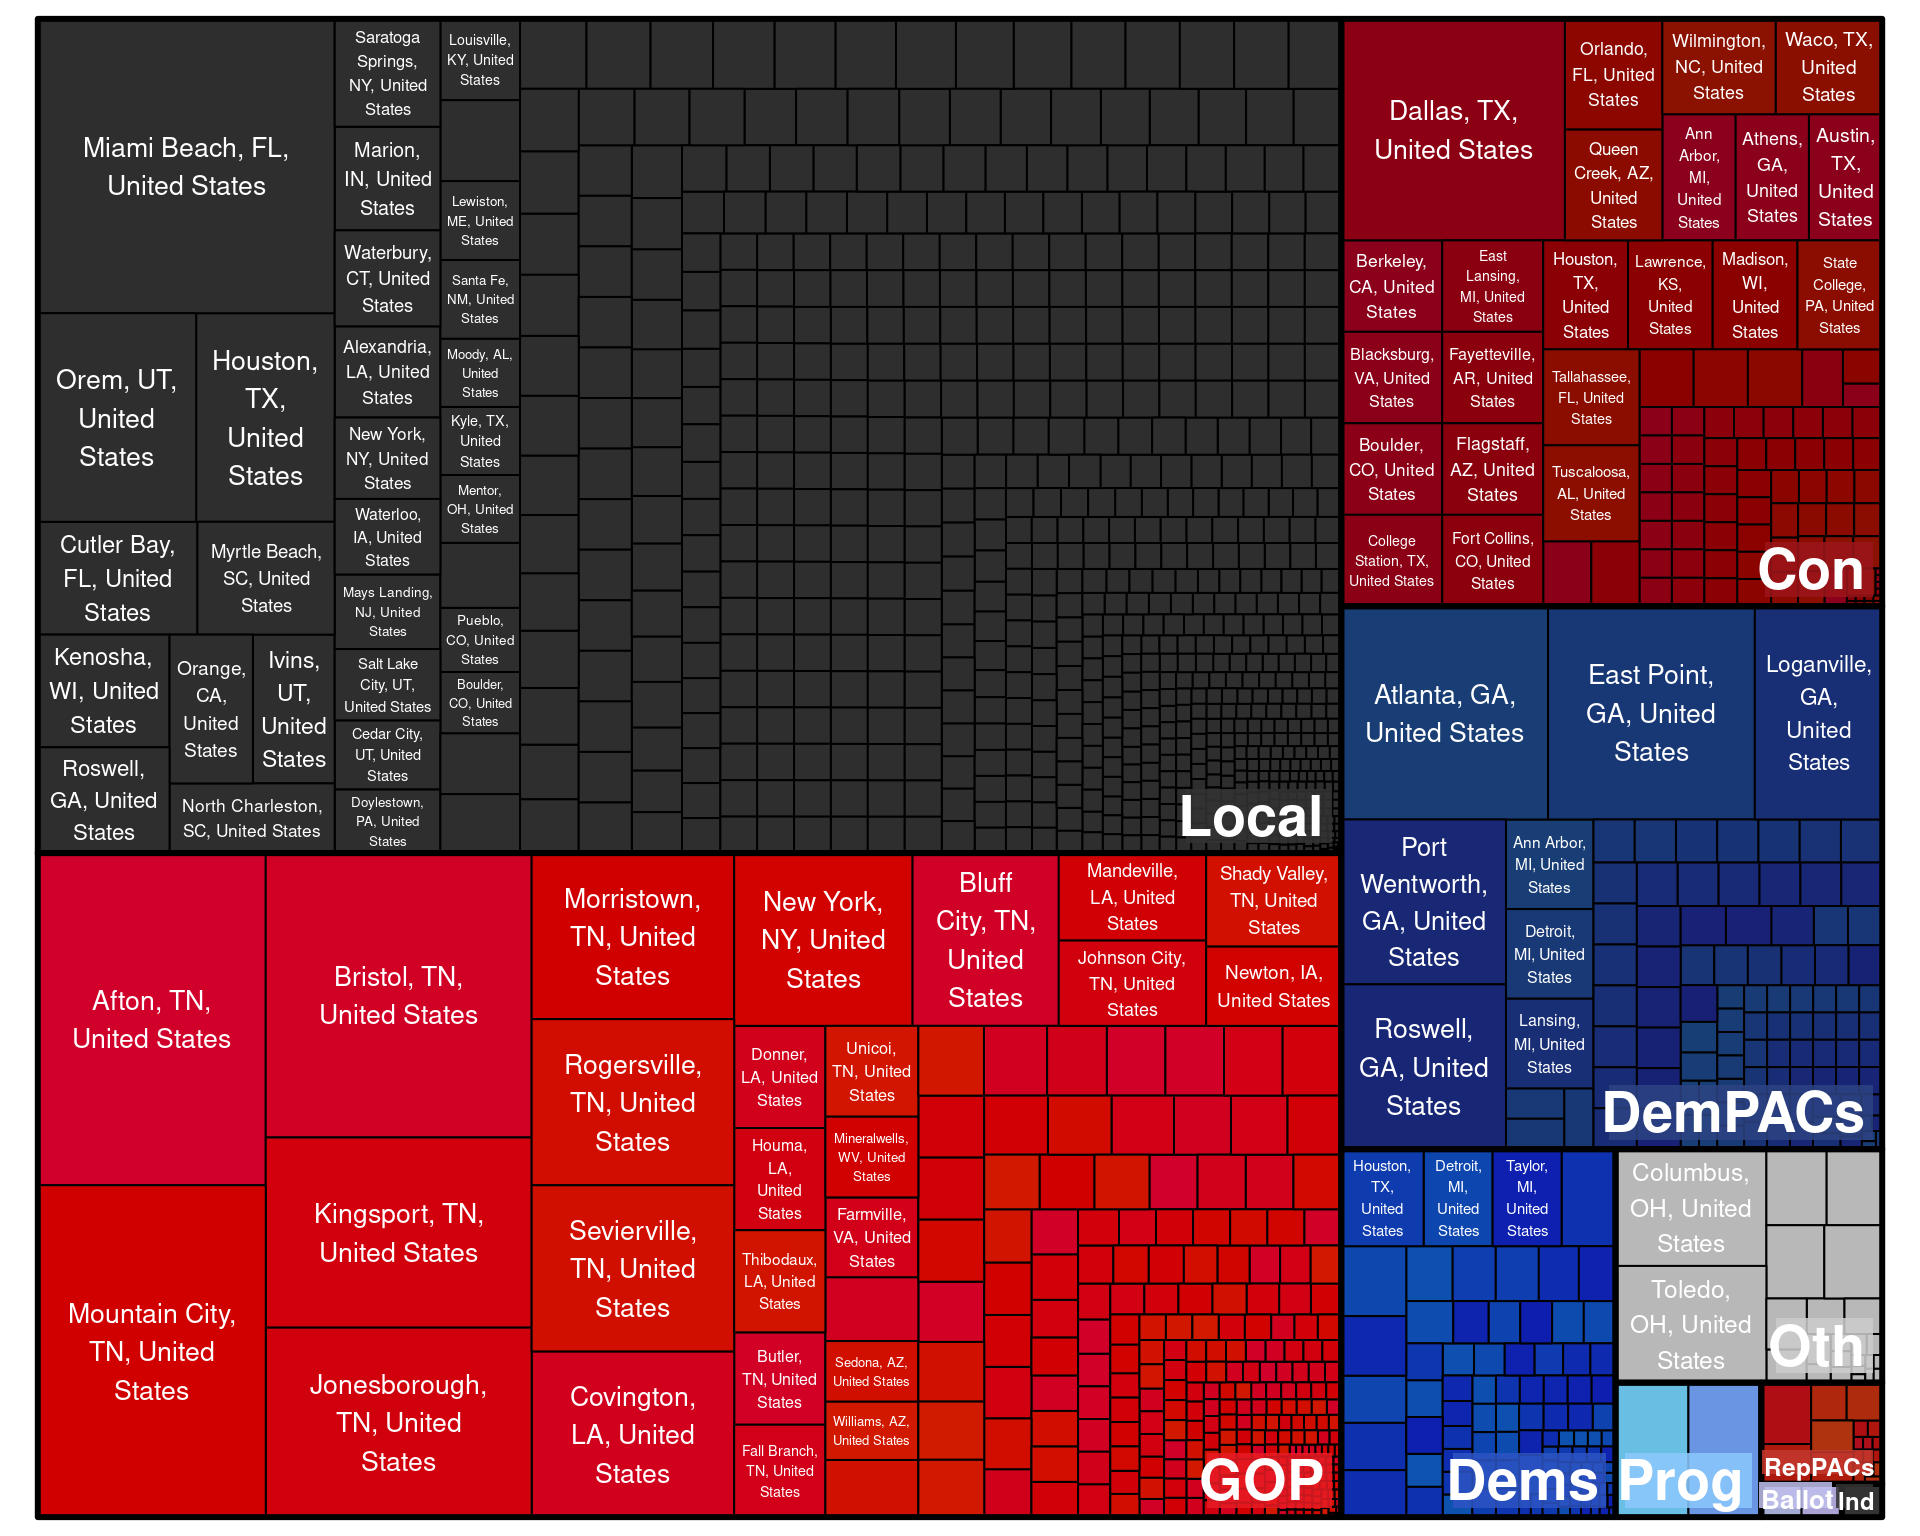 Miami Beach, FL,
United States
Orem, UT,
United
States
Houston,
TX,
United
States
Cutler Bay,
FL, United
States
Myrtle Beach,
SC, United
States
Kenosha,
WI, United
States
Orange,
CA,
United
States
Ivins,
UT,
United
States
Roswell,
GA, United
States
North Charleston,
SC, United States
Saratoga
Springs,
NY, United
States
Marion,
IN, United
States
Waterbury,
CT, United
States
Alexandria,
LA, United
States
New York,
NY, United
States
Waterloo,
IA, United
States
Mays Landing,
NJ, United
States
Salt Lake
City, UT,
United States
Cedar City,
UT, United
States
Doylestown,
PA, United
States
Louisville,
KY, United
States
Lewiston,
ME, United
States
Santa Fe,
NM, United
States
Moody, AL,
United
States
Kyle, TX,
United
States
Mentor,
OH, United
States
Pueblo,
CO, United
States
Boulder,
CO, United
States
Local
Dallas, TX,
United States
Orlando,
FL, United
States
Wilmington,
NC, United
States
Waco, TX,
United
States
Queen
Creek, AZ,
United
States
Ann
Arbor,
MI,
United
States
Athens,
GA,
United
States
Austin,
TX,
United
States
Berkeley,
CA, United
States
East
Lansing,
MI, United
States
Houston,
TX,
United
States
Lawrence,
KS,
United
States
Madison,
WI,
United
States
State
College,
PA, United
States
Blacksburg,
VA, United
States
Fayetteville,
AR, United
States
Tallahassee,
FL, United
States
Boulder,
CO, United
States
Flagstaff,
AZ, United
States
Tuscaloosa,
AL, United
States
College
Station, TX,
United States
Fort Collins,
CO, United
States
Con
Atlanta, GA,
United States
East Point,
GA, United
States
Loganville,
GA,
United
States
Port
Wentworth,
GA, United
States
Roswell,
GA, United
States
Ann Arbor,
MI, United
States
Detroit,
MI, United
States
Lansing,
MI, United
States
DemPACs
Afton, TN,
United States
Mountain City,
TN, United
States
Bristol, TN,
United States
Kingsport, TN,
United States
Jonesborough,
TN, United
States
Morristown,
TN, United
States
Rogersville,
TN, United
States
Sevierville,
TN, United
States
Covington,
LA, United
States
New York,
NY, United
States
Bluff
City, TN,
United
States
Mandeville,
LA, United
States
Shady Valley,
TN, United
States
Johnson City,
TN, United
States
Newton, IA,
United States
Donner,
LA, United
States
Houma,
LA,
United
States
Thibodaux,
LA, United
States
Butler,
TN, United
States
Fall Branch,
TN, United
States
Unicoi,
TN, United
States
Mineralwells,
WV, United
States
Farmville,
VA, United
States
Sedona, AZ,
United States
Williams, AZ,
United States
GOP
Houston,
TX,
United
States
Detroit,
MI,
United
States
Taylor,
MI,
United
States
Dems
Columbus,
OH, United
States
Toledo,
OH, United
States
Oth
Prog
RepPACs
Ballot
Ind